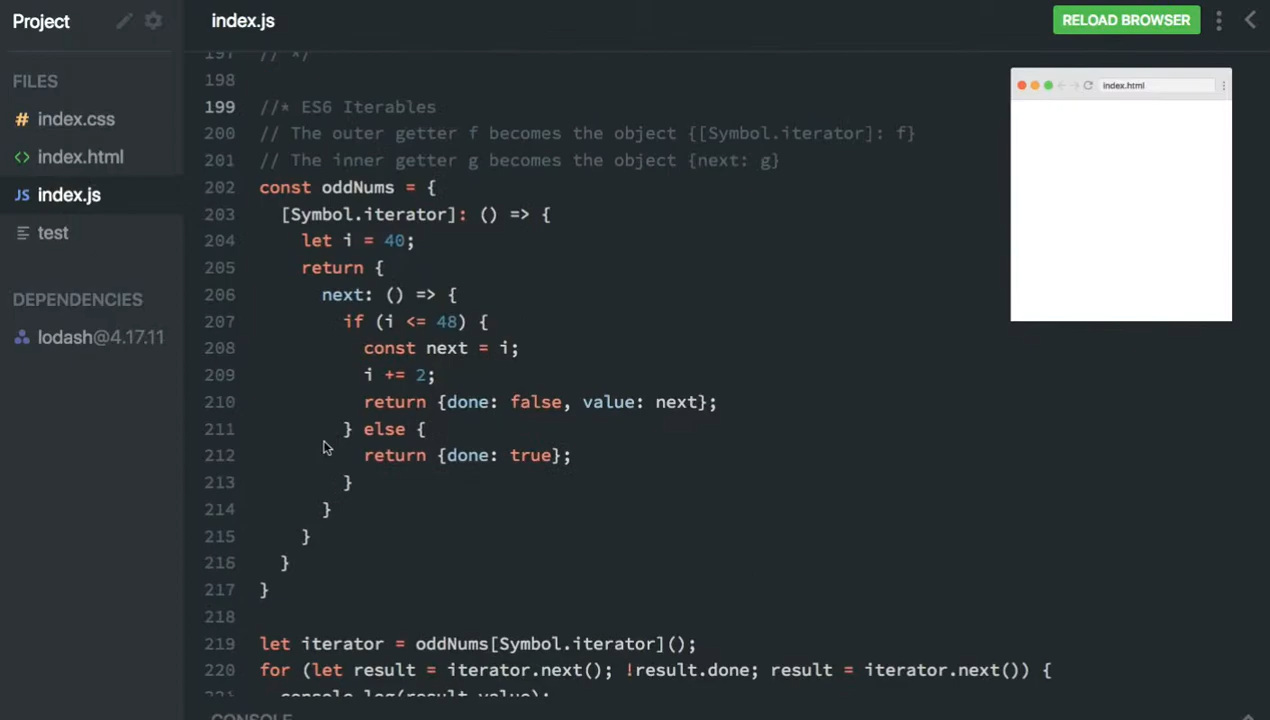 Project
index.js
RELOAD BROWSER
FILES
# index.css
<> index.html
JS index.js
test
DEPENDENCIES
lodash@4.17.11
index.html
197 // */
198
199 //* ES6 Iterables
200 // The outer getter f becomes the object {[Symbol.iterator]: f}
201 // The inner getter g becomes the object {next: g}
202 const oddNums = {
203 [Symbol.iterator]: () => {
204 let i = 40;
205 return {
206 next: () => {
207 if (i <= 48) {
208 const next = i;
209 i += 2;
210 return {done: false, value: next};
211 } else {
212 return {done: true};
213 }
214 }
215 }
216 }
217 }
218
219 let iterator = oddNums[Symbol.iterator]();
220 for (let result = iterator.next(); !result.done; result = iterator.next()) {
221 console.log(result.value);
CONSOLE